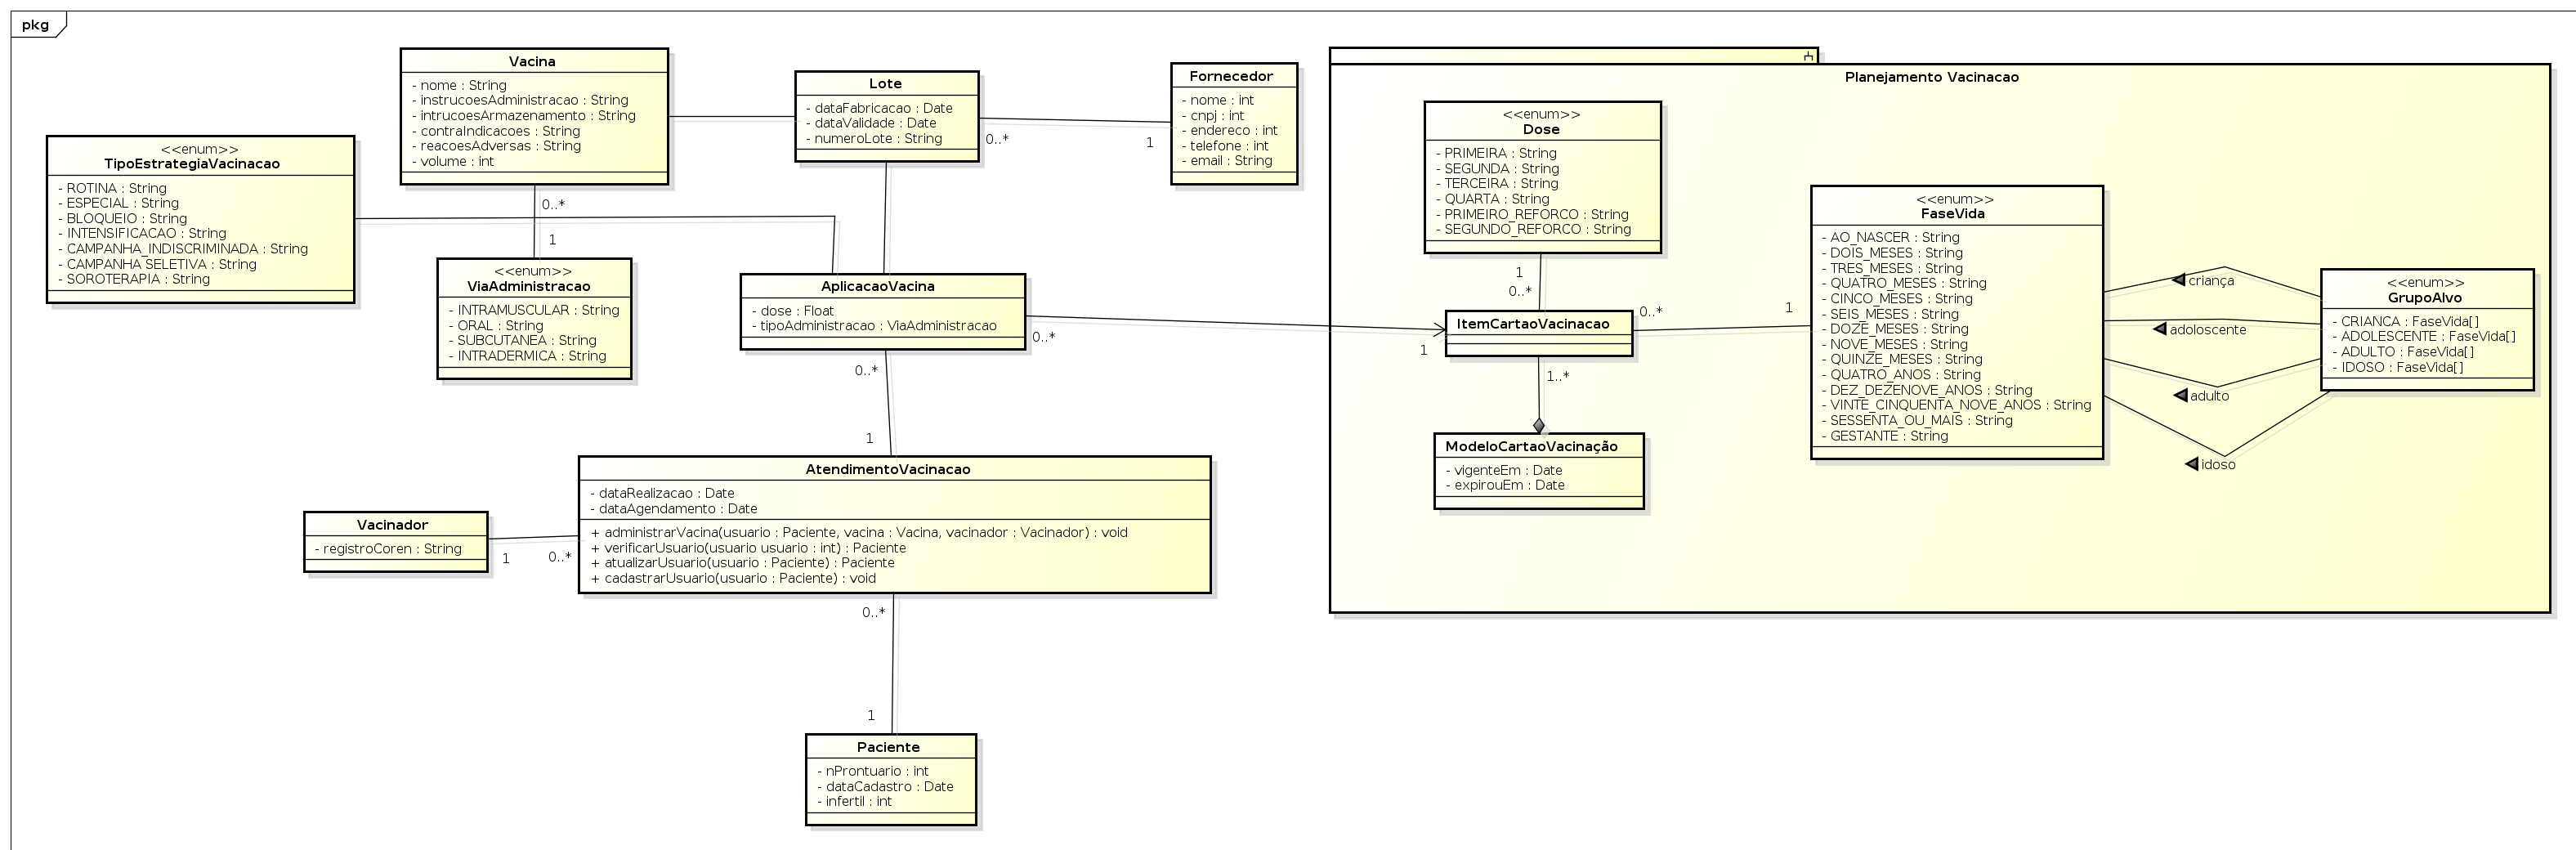 pkg
Vacina
- nome : String
- instrucoesAdministracao : String
- intrucoesArmazenamento : String
- contraIndicacoes : String
- reacoesAdversas : String
- volume : int
0..*
1
Lote
- dataFabricacao : Date
- dataValidade : Date
- numeroLote : String
0..*
1
Fornecedor
- nome : int
- cnpj : int
- endereco : int
- telefone : int
- email : String
<<enum>>
TipoEstrategiaVacinacao
- ROTINA : String
- ESPECIAL : String
- BLOQUEIO : String
- INTENSIFICACAO : String
- CAMPANHA_INDISCRIMINADA : String
- CAMPANHA SELETIVA : String
- SOROTERAPIA : String
<<enum>>
ViaAdministracao
- INTRAMUSCULAR : String
- ORAL : String
- SUBCUTANEA : String
- INTRADERMICA : String
AplicacaoVacina
- dose : Float
- tipoAdministracao : ViaAdministracao
0..*
1
0..*
1
AtendimentoVacinacao
- dataRealizacao : Date
- dataAgendamento : Date
+ administrarVacina(usuario : Paciente, vacina : Vacina, vacinador : Vacinador) : void
+ verificarUsuario(usuario usuario : int) : Paciente
+ atualizarUsuario(usuario : Paciente) : Paciente
+ cadastrarUsuario(usuario : Paciente) : void
Vacinador
- registroCoren : String
1
0..*
0..*
1
Paciente
- nProntuario : int
- dataCadastro : Date
- infertil : int
Planejamento Vacinacao
<<enum>>
Dose
- PRIMEIRA : String
- SEGUNDA : String
- TERCEIRA : String
- QUARTA : String
- PRIMEIRO_REFORCO : String
- SEGUNDO_REFORCO : String
1
0..*
ItemCartaoVacinacao
0..*
1
1..*
ModeloCartaoVacinação
- vigenteEm : Date
- expirouEm : Date
<<enum>>
FaseVida
- AO_NASCER : String
- DOIS_MESES : String
- TRES_MESES : String
- QUATRO_MESES : String
- CINCO_MESES : String
- SEIS_MESES : String
- DOZE_MESES : String
- NOVE_MESES : String
- QUINZE_MESES : String
- QUATRO_ANOS : String
- DEZ_DEZENOVE_ANOS : String
- VINTE_CINQUENTA_NOVE_ANOS : String
- SESSENTA_OU_MAIS : String
- GESTANTE : String
criança
adoloscente
adulto
idoso
<<enum>>
GrupoAlvo
- CRIANCA : FaseVida[]
- ADOLESCENTE : FaseVida[]
- ADULTO : FaseVida[]
- IDOSO : FaseVida[]